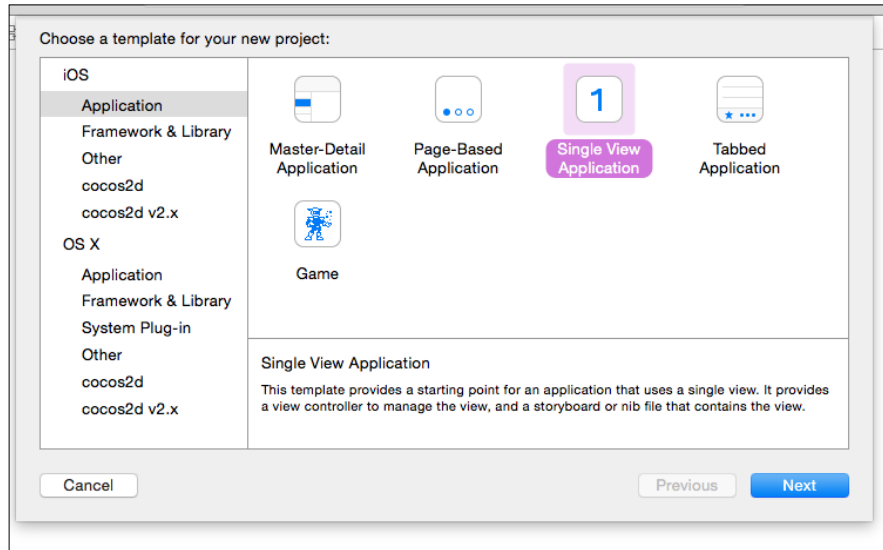 Choose a template for your new project:
iOS
Application
Framework & Library
Other
cocos2d
cocos2d v2.x
OS X
Application
Framework & Library
System Plug-in
Other
cocos2d
cocos2d v2.x
Master-Detail
Application
Page-Based
Application
1
Single View
Application
Tabbed
Application
Game
Single View Application
This template provides a starting point for an application that uses a single view. It provides
a view controller to manage the view, and a storyboard or nib file that contains the view.
Cancel
Previous
Next